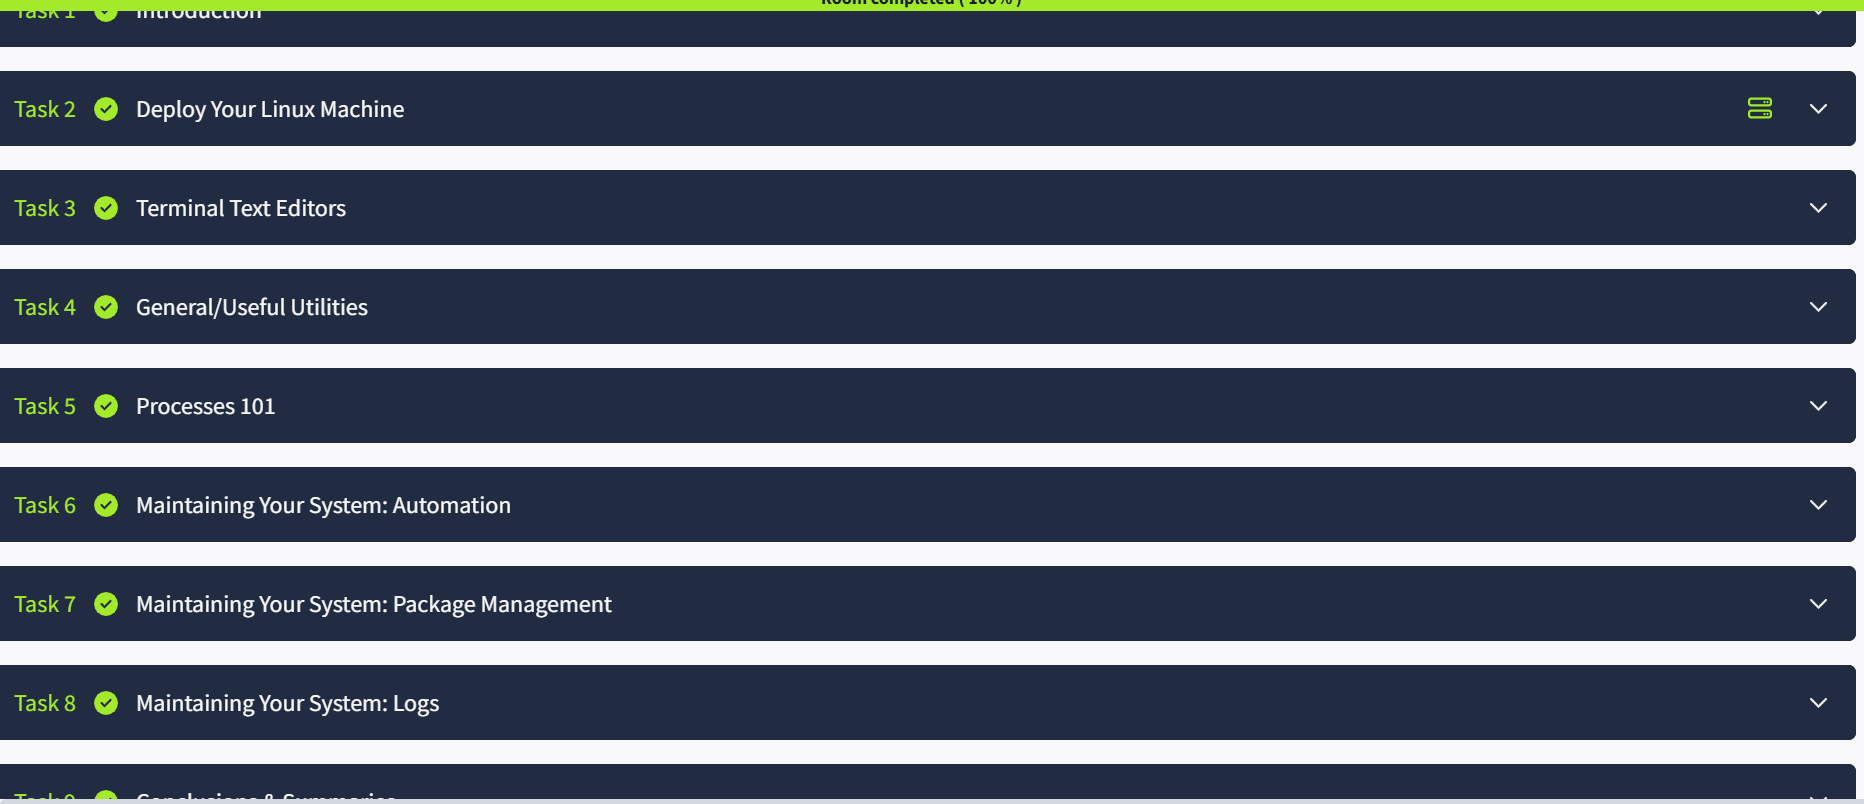 Room completed ( 100% )
Task 1 Introduction
Task 2 Deploy Your Linux Machine
Task 3 Terminal Text Editors
Task 4 General/Useful Utilities
Task 5 Processes 101
Task 6 Maintaining Your System: Automation
Task 7 Maintaining Your System: Package Management
Task 8 Maintaining Your System: Logs
Task 9 Conclusions & Summaries